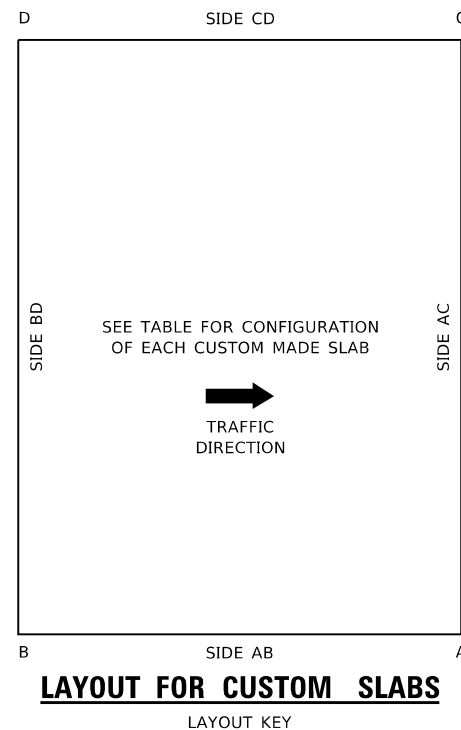 D SIDE CD C
SIDE BD
SIDE AC
SEE TABLE FOR CONFIGURATION
OF EACH CUSTOM MADE SLAB
TRAFFIC
DIRECTION
B SIDE AB A
LAYOUT FOR CUSTOM SLABS
LAYOUT KEY